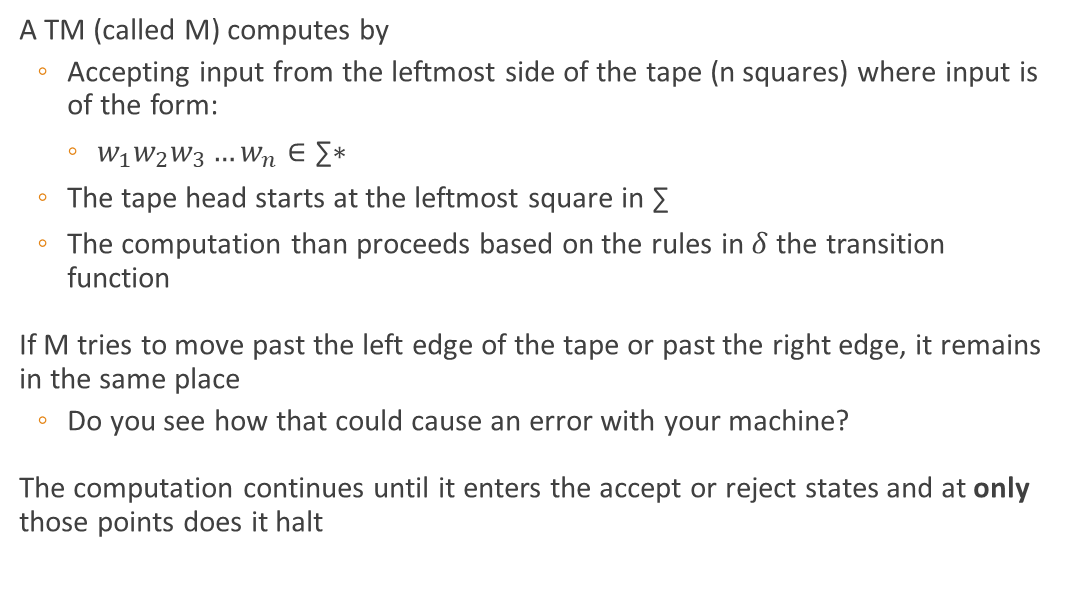 A TM (called M) computes by
◦ Accepting input from the leftmost side of the tape (n squares) where input is
of the form:
◦ w₁w₂w₃ … wₙ ∈ ∑∗
◦ The tape head starts at the leftmost square in ∑
◦ The computation than proceeds based on the rules in δ the transition
function
If M tries to move past the left edge of the tape or past the right edge, it remains
in the same place
◦ Do you see how that could cause an error with your machine?
The computation continues until it enters the accept or reject states and at only
those points does it halt